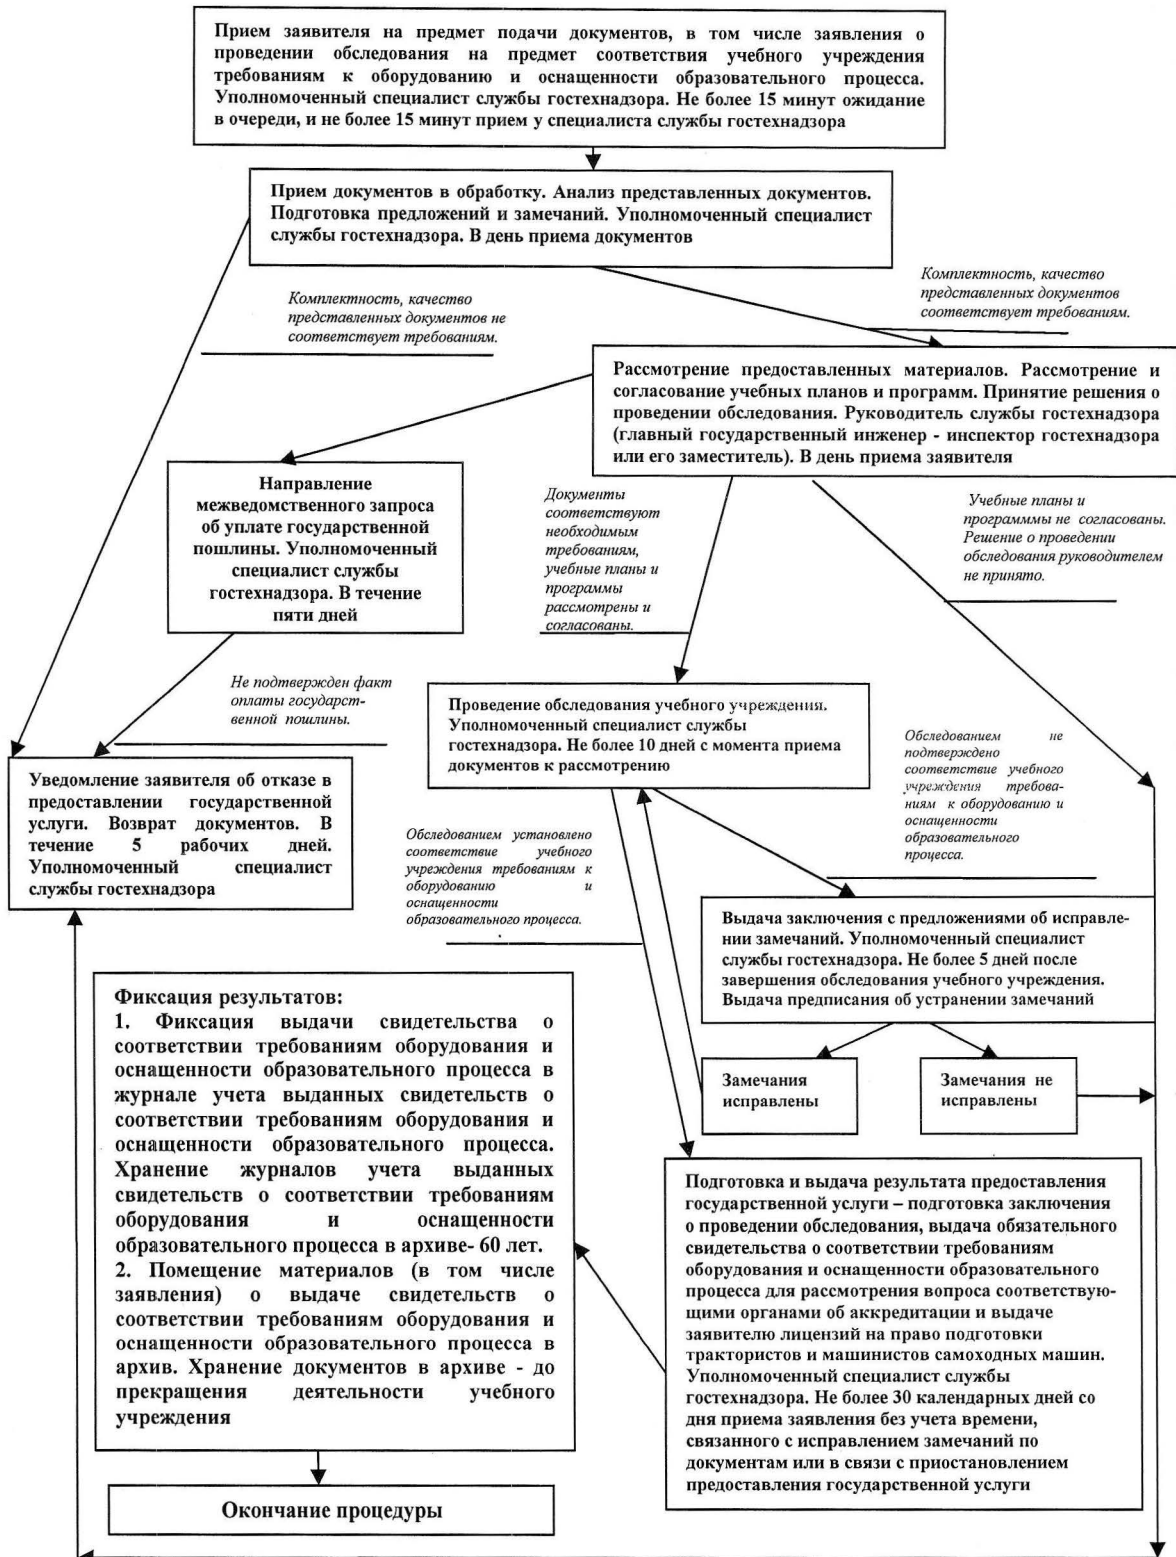 Прием заявителя на предмет подачи документов, в том числе заявления о
проведении обследования на предмет соответствия учебного учреждения
требованиям к оборудованию и оснащенности образовательного процесса.
Уполномоченный специалист службы гостехнадзора. Не более 15 минут ожидание
в очереди, и не более 15 минут прием у специалиста службы гостехнадзора
Прием документов в обработку. Анализ представленных документов.
Подготовка предложений и замечаний. Уполномоченный специалист
службы гостехнадзора. В день приема документов
Комплектность, качество
представленных документов не
соответствует требованиям.
Комплектность, качество
представленных документов
соответствует требованиям.
Рассмотрение предоставленных материалов. Рассмотрение и
согласование учебных планов и программ. Принятие решения о
проведении обследования. Руководитель службы гостехнадзора
(главный государственный инженер - инспектор гостехнадзора
или его заместитель). В день приема заявителя
Направление
межведомственного запроса
об уплате государственной
пошлины. Уполномоченный
специалист службы
гостехнадзора. В течение
пяти дней
Документы
соответствуют
необходимым
требованиям,
учебные планы и
программы
рассмотрены и
согласованы.
Учебные планы и
программмы не согласованы.
Решение о проведении
обследования руководителем
не принято.
Не подтвержден факт
оплаты государст-
венной пошлины.
Проведение обследования учебного учреждения.
Уполномоченный специалист службы
гостехнадзора. Не более 10 дней с момента приема
документов к рассмотрению
Обследованием не
подтверждено
соответствие учебного
учреждения требова-
ниям к оборудованию и
оснащенности
образовательного
процесса.
Уведомление заявителя об отказе в
предоставлении государственной
услуги. Возврат документов. В
течение 5 рабочих дней.
Уполномоченный специалист
службы гостехнадзора
Обследованием установлено
соответствие учебного
учреждения требованиям к
оборудованию и
оснащенности
образовательного процесса.
Выдача заключения с предложениями об исправле-
нии замечаний. Уполномоченный специалист
службы гостехнадзора. Не более 5 дней после
завершения обследования учебного учреждения.
Выдача предписания об устранении замечаний
Замечания
исправлены
Замечания не
исправлены
Фиксация результатов:
1. Фиксация выдачи свидетельства о
соответствии требованиям оборудования и
оснащенности образовательного процесса в
журнале учета выданных свидетельств о
соответствии требованиям оборудования и
оснащенности образовательного процесса.
Хранение журналов учета выданных
свидетельств о соответствии требованиям
оборудования и оснащенности
образовательного процесса в архиве- 60 лет.
2. Помещение материалов (в том числе
заявления) о выдаче свидетельств о
соответствии требованиям оборудования и
оснащенности образовательного процесса в
архив. Хранение документов в архиве - до
прекращения деятельности учебного
учреждения
Подготовка и выдача результата предоставления
государственной услуги – подготовка заключения
о проведении обследования, выдача обязательного
свидетельства о соответствии требованиям
оборудования и оснащенности образовательного
процесса для рассмотрения вопроса соответствую-
щими органами об аккредитации и выдаче
заявителю лицензий на право подготовки
трактористов и машинистов самоходных машин.
Уполномоченный специалист службы
гостехнадзора. Не более 30 календарных дней со
дня приема заявления без учета времени,
связанного с исправлением замечаний по
документам или в связи с приостановлением
предоставления государственной услуги
Окончание процедуры